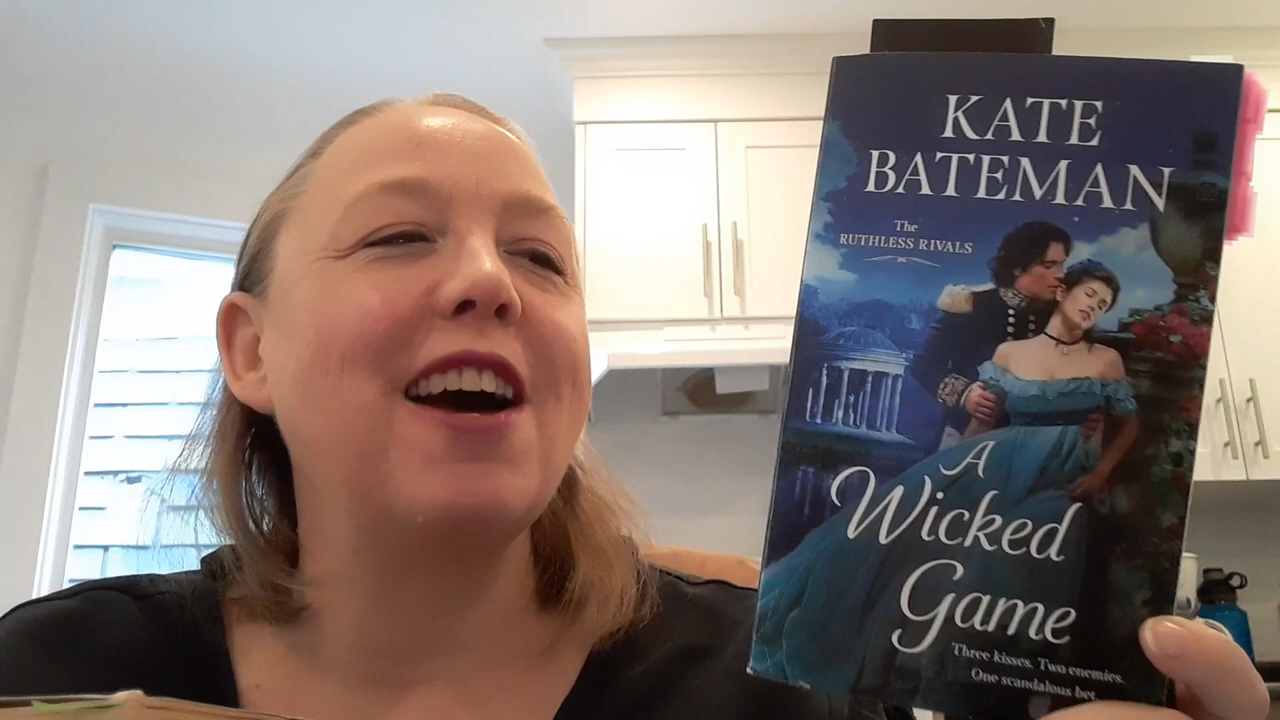 KATE
BATEMAN
The
RUTHLESS RIVALS
A
Wicked
Game
Three kisses. Two enemies.
One scandalous bet.